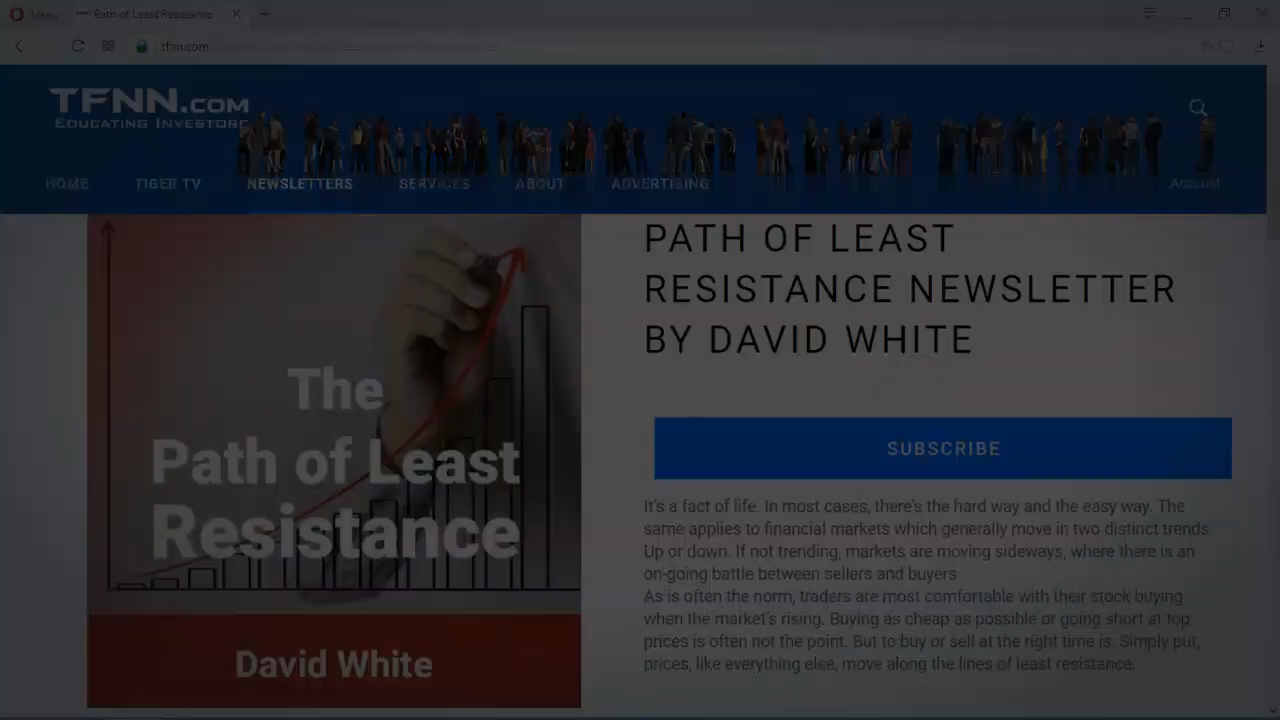 Menu
Path of Least Resistance
tfnn.com
TFNN.COM
EDUCATING INVESTORS
HOME
TIGER TV
NEWSLETTERS
SERVICES
ABOUT
ADVERTISING
Account
The
Path of Least
Resistance
David White
PATH OF LEAST
RESISTANCE NEWSLETTER
BY DAVID WHITE
SUBSCRIBE
It's a fact of life. In most cases, there's the hard way and the easy way. The
same applies to financial markets which generally move in two distinct trends:
Up or down. If not trending, markets are moving sideways, where there is an
on-going battle between sellers and buyers
As is often the norm, traders are most comfortable with their stock buying
when the market's rising. Buying as cheap as possible or going short at top
prices is often not the point. But to buy or sell at the right time is. Simply put,
prices, like everything else, move along the lines of least resistance.